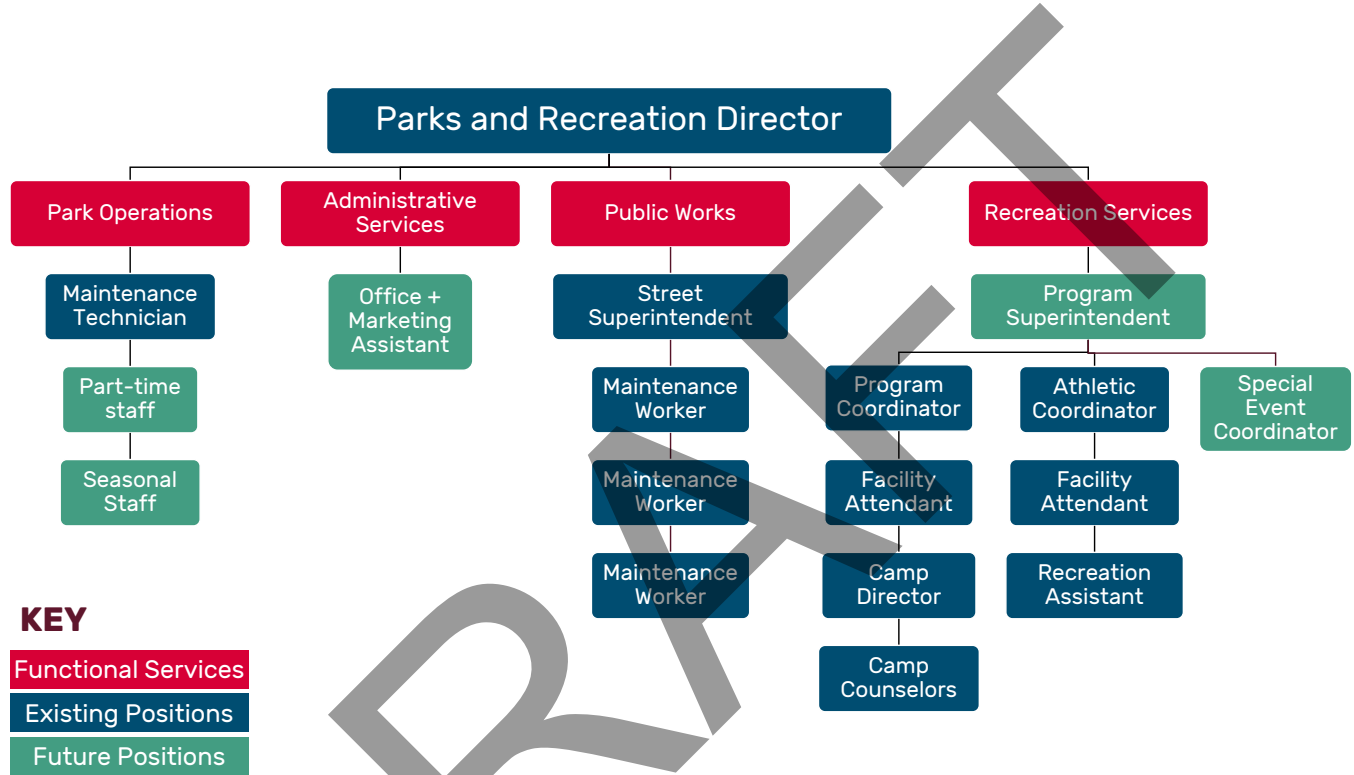 Parks and Recreation Director
Park Operations
Administrative
Services
Public Works
Recreation Services
Maintenance
Technician
Office +
Marketing
Assistant
Street
Superintendent
Program
Superintendent
Part-time
staff
Maintenance
Worker
Program
Coordinator
Athletic
Coordinator
Special
Event
Coordinator
Seasonal
Staff
Maintenance
Worker
Facility
Attendant
Facility
Attendant
Maintenance
Worker
Camp
Director
Recreation
Assistant
Camp
Counselors
KEY
Functional Services
Existing Positions
Future Positions
RAFT